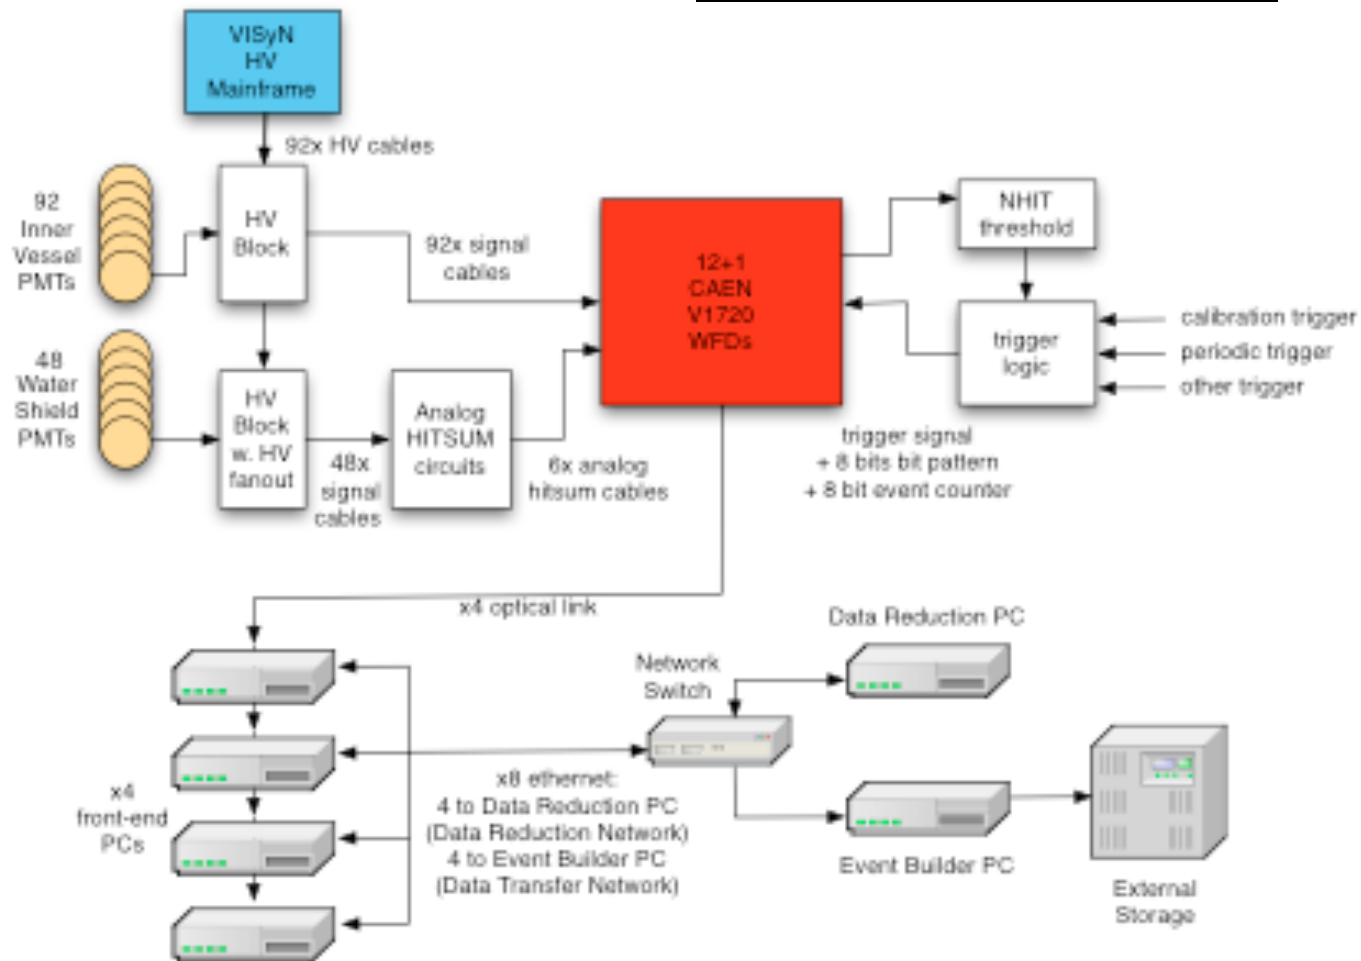 VISyN
HV
Mainframe
92x HV cables
92
Inner
Vessel
PMTs
HV
Block
92x signal
cables
12+1
CAEN
V1720
WFDs
NHIT
threshold
trigger
logic
calibration trigger
periodic trigger
other trigger
48
Water
Shield
PMTs
HV
Block
w. HV
fanout
48x
signal
cables
Analog
HITSUM
circuits
6x analog
hitsum cables
trigger signal
+ 8 bits bit pattern
+ 8 bit event counter
x4 optical link
Data Reduction PC
Network
Switch
x4
front-end
PCs
x8 ethernet:
4 to Data Reduction PC
(Data Reduction Network)
4 to Event Builder PC
(Data Transfer Network)
Event Builder PC
External
Storage